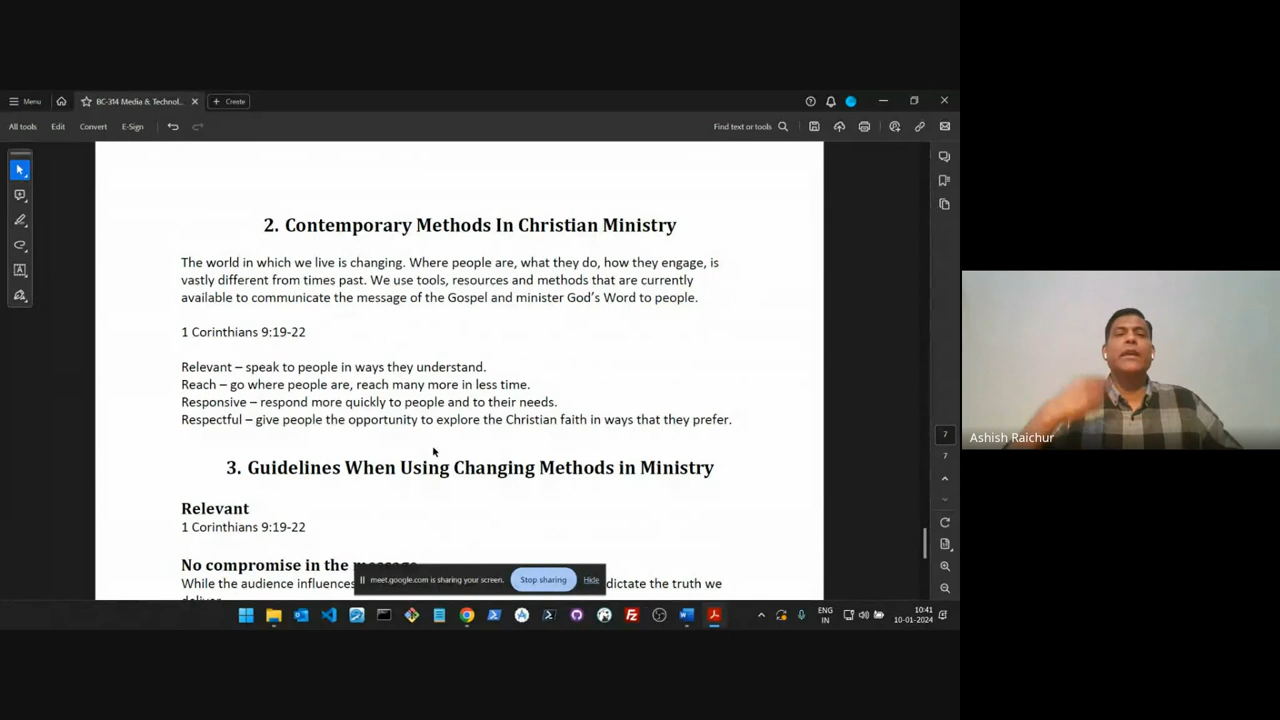 Menu
BC-314 Media & Technol...
Create
All tools Edit Convert E-Sign
Find text or tools
2. Contemporary Methods In Christian Ministry
The world in which we live is changing. Where people are, what they do, how they engage, is
vastly different from times past. We use tools, resources and methods that are currently
available to communicate the message of the Gospel and minister God's Word to people.
1 Corinthians 9:19-22
Relevant – speak to people in ways they understand.
Reach – go where people are, reach many more in less time.
Responsive – respond more quickly to people and to their needs.
Respectful – give people the opportunity to explore the Christian faith in ways that they prefer.
3. Guidelines When Using Changing Methods in Ministry
Relevant
1 Corinthians 9:19-22
No compromise in the message
While the audience influences dictate the truth we
deliver
meet.google.com is sharing your screen. Stop sharing Hide
7
7
Ashish Raichur
ENG
IN
10:41
10-01-2024